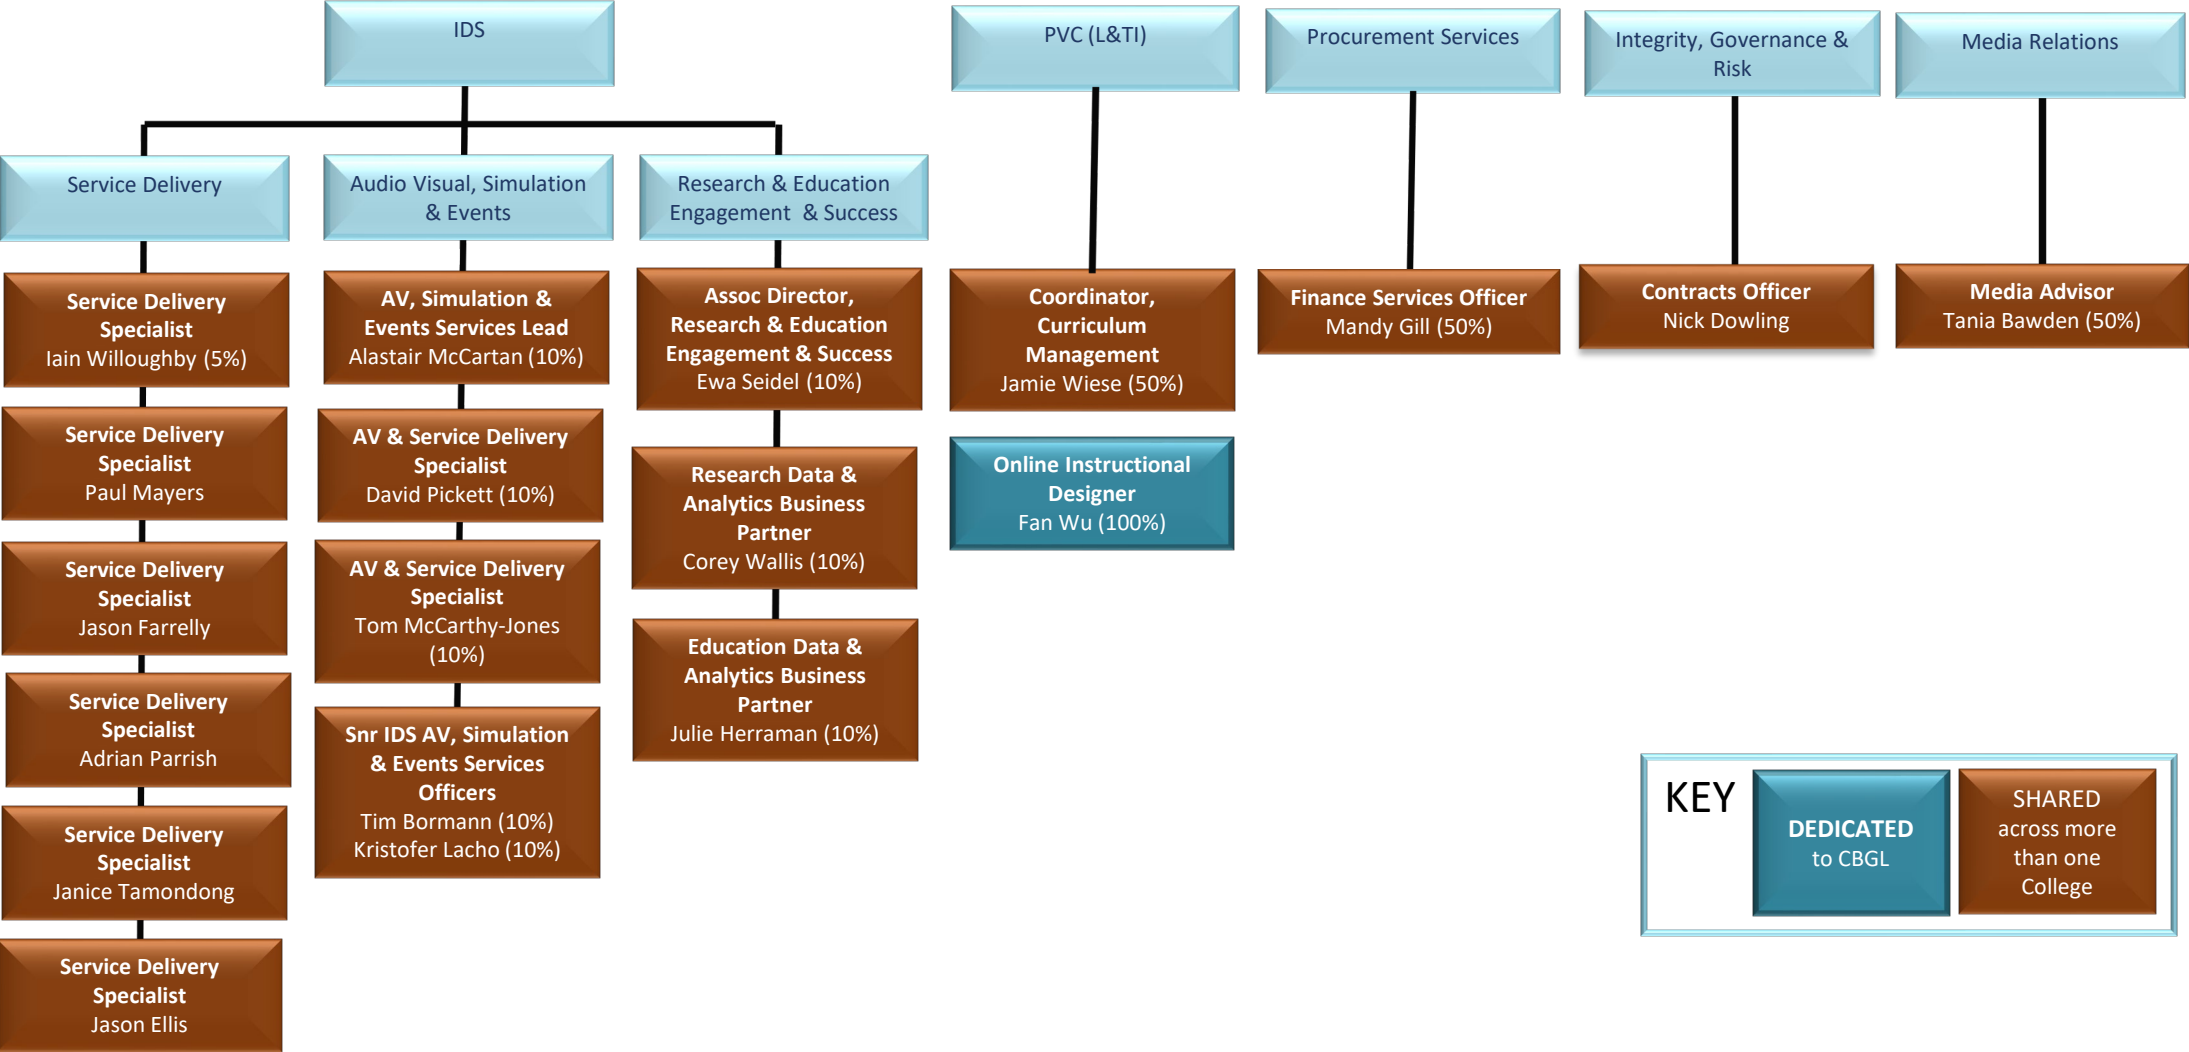 IDS
Service Delivery
Service Delivery
Specialist
Iain Willoughby (5%)
Service Delivery
Specialist
Paul Mayers
Service Delivery
Specialist
Jason Farrelly
Service Delivery
Specialist
Adrian Parrish
Service Delivery
Specialist
Janice Tamondong
Service Delivery
Specialist
Jason Ellis
Audio Visual, Simulation
& Events
AV, Simulation &
Events Services Lead
Alastair McCartan (10%)
AV & Service Delivery
Specialist
David Pickett (10%)
AV & Service Delivery
Specialist
Tom McCarthy-Jones
(10%)
Snr IDS AV, Simulation
& Events Services
Officers
Tim Bormann (10%)
Kristofer Lacho (10%)
Research & Education
Engagement & Success
Assoc Director,
Research & Education
Engagement & Success
Ewa Seidel (10%)
Research Data &
Analytics Business
Partner
Corey Wallis (10%)
Education Data &
Analytics Business
Partner
Julie Herraman (10%)
PVC (L&TI)
Coordinator,
Curriculum
Management
Jamie Wiese (50%)
Online Instructional
Designer
Fan Wu (100%)
Procurement Services
Finance Services Officer
Mandy Gill (50%)
Integrity, Governance &
Risk
Contracts Officer
Nick Dowling
Media Relations
Media Advisor
Tania Bawden (50%)
KEY
DEDICATED
to CBGL
SHARED
across more
than one
College